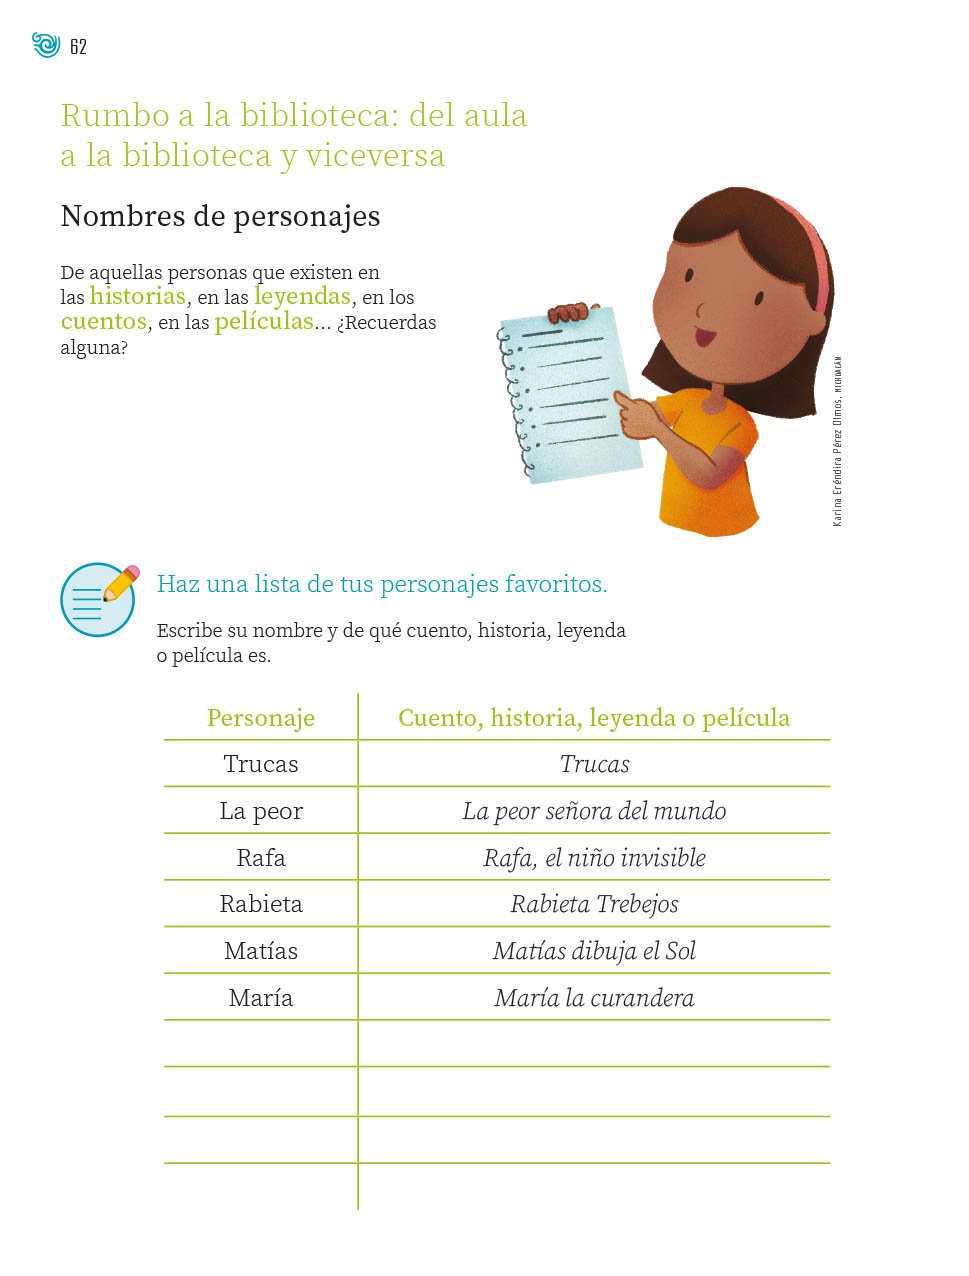 62
Rumbo a la biblioteca: del aula
a la biblioteca y viceversa
Nombres de personajes
De aquellas personas que existen en
las historias, en las leyendas, en los
cuentos, en las películas... ¿Recuerdas
alguna?
Karina Eréndira Pérez Olmos, MICHOACÁN
Haz una lista de tus personajes favoritos.
Escribe su nombre y de qué cuento, historia, leyenda
o película es.
Personaje Cuento, historia, leyenda o película
Trucas Trucas
La peor La peor señora del mundo
Rafa Rafa, el niño invisible
Rabieta Rabieta Trebejos
Matías Matías dibuja el Sol
María María la curandera